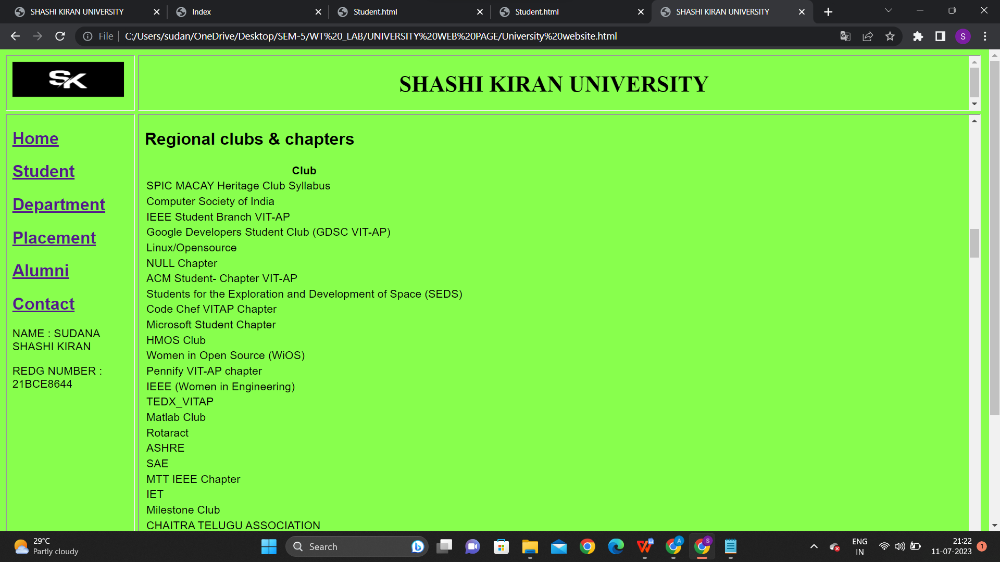 SHASHI KIRAN UNIVERSITY
Index
Student.html
Student.html
SHASHI KIRAN UNIVERSITY
File
C:/Users/sudan/OneDrive/Desktop/SEM-5/WT%20_LAB/UNIVERSITY%20WEB%20PAGE/University%20website.html
S
SK
SHASHI KIRAN UNIVERSITY
Home
Student
Department
Placement
Alumni
Contact
NAME : SUDANA
SHASHI KIRAN
REDG NUMBER :
21BCE8644
Regional clubs & chapters
Club
SPIC MACAY Heritage Club Syllabus
Computer Society of India
IEEE Student Branch VIT-AP
Google Developers Student Club (GDSC VIT-AP)
Linux/Opensource
NULL Chapter
ACM Student- Chapter VIT-AP
Students for the Exploration and Development of Space (SEDS)
Code Chef VITAP Chapter
Microsoft Student Chapter
HMOS Club
Women in Open Source (WiOS)
Pennify VIT-AP chapter
IEEE (Women in Engineering)
TEDX_VITAP
Matlab Club
Rotaract
ASHRE
SAE
MTT IEEE Chapter
IET
Milestone Club
CHAITRA TELUGU ASSOCIATION
29°C
Partly cloudy
Search
A
S
ENG
IN
21:22
11-07-2023
1